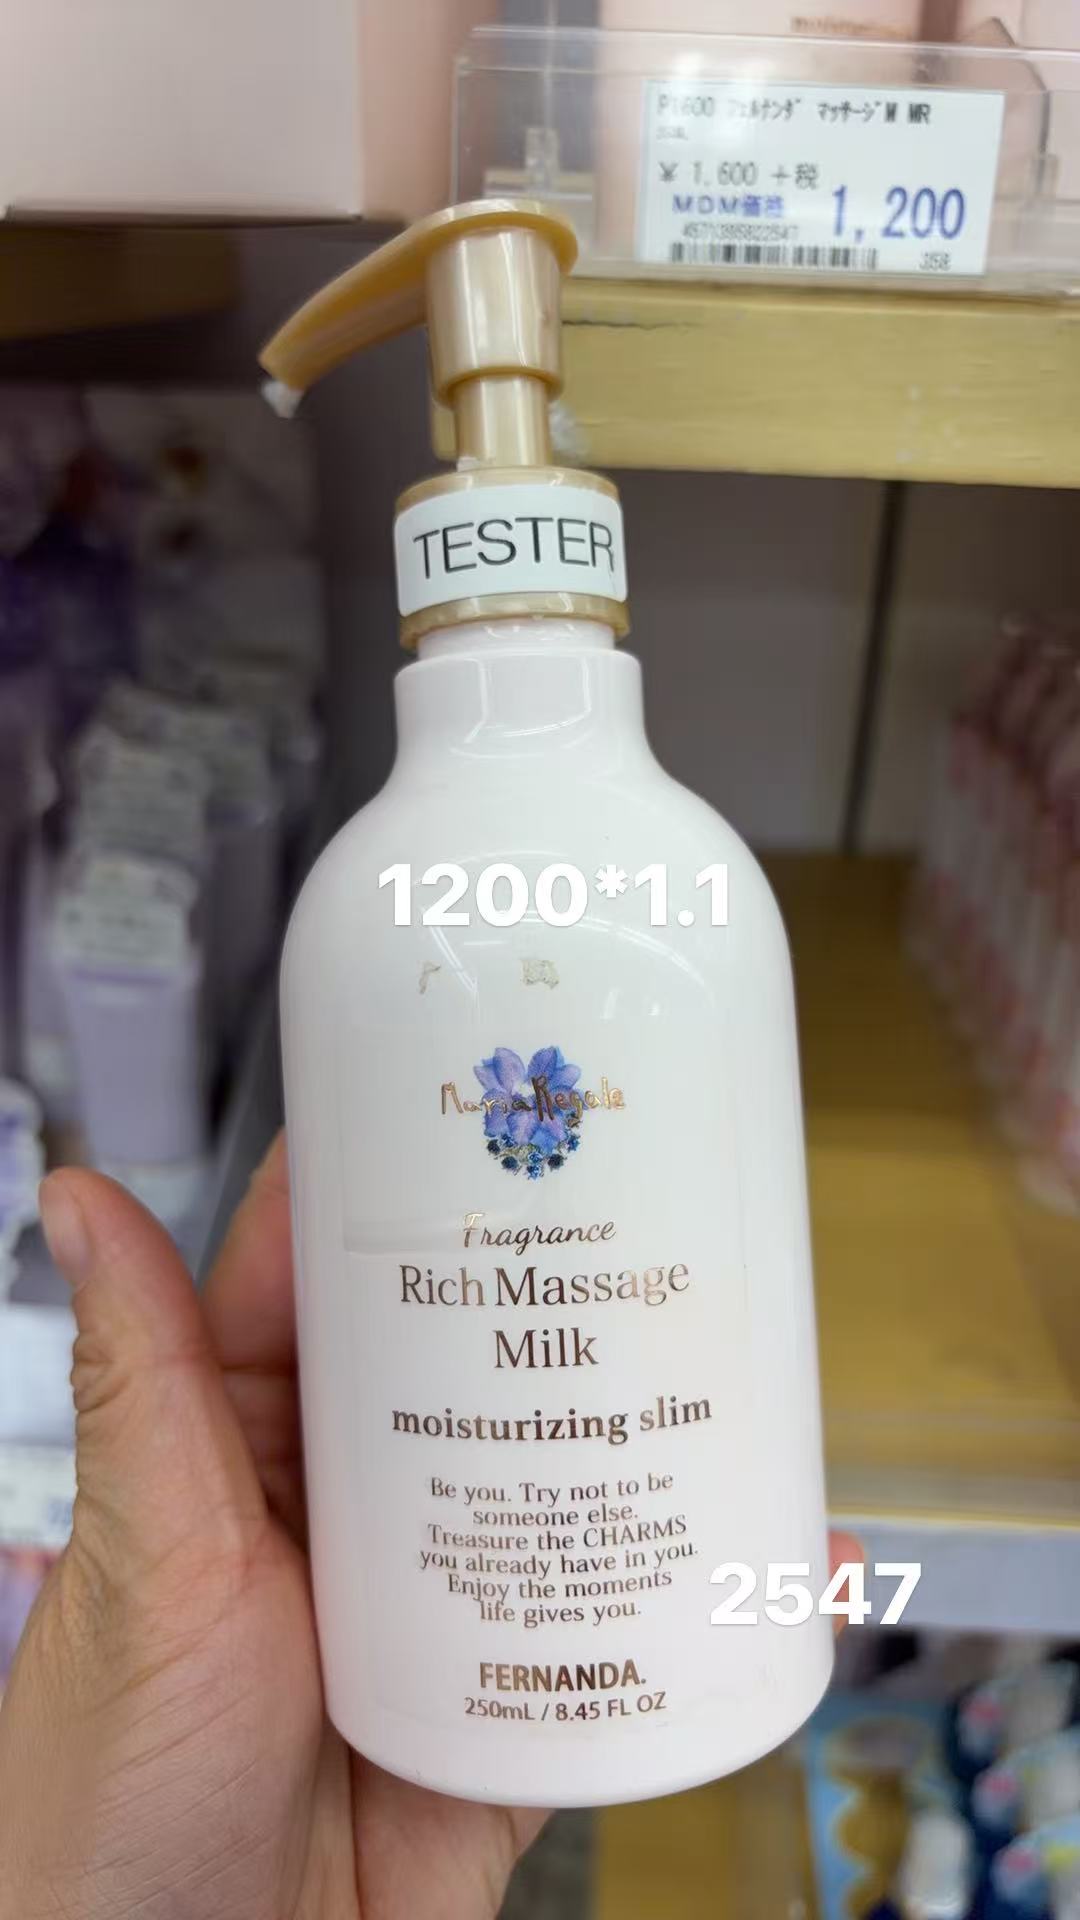 P1600 フェルナンダ マッサージM MR
¥ 1,600 +税
MDM価格 1,200
358
TESTER
1200*1.1
MariaRegale
Fragrance
Rich Massage
Milk
moisturizing slim
Be you. Try not to be
someone else.
Treasure the CHARMS
you already have in you.
Enjoy the moments
life gives you.
2547
FERNANDA.
250mL / 8.45 FL OZ